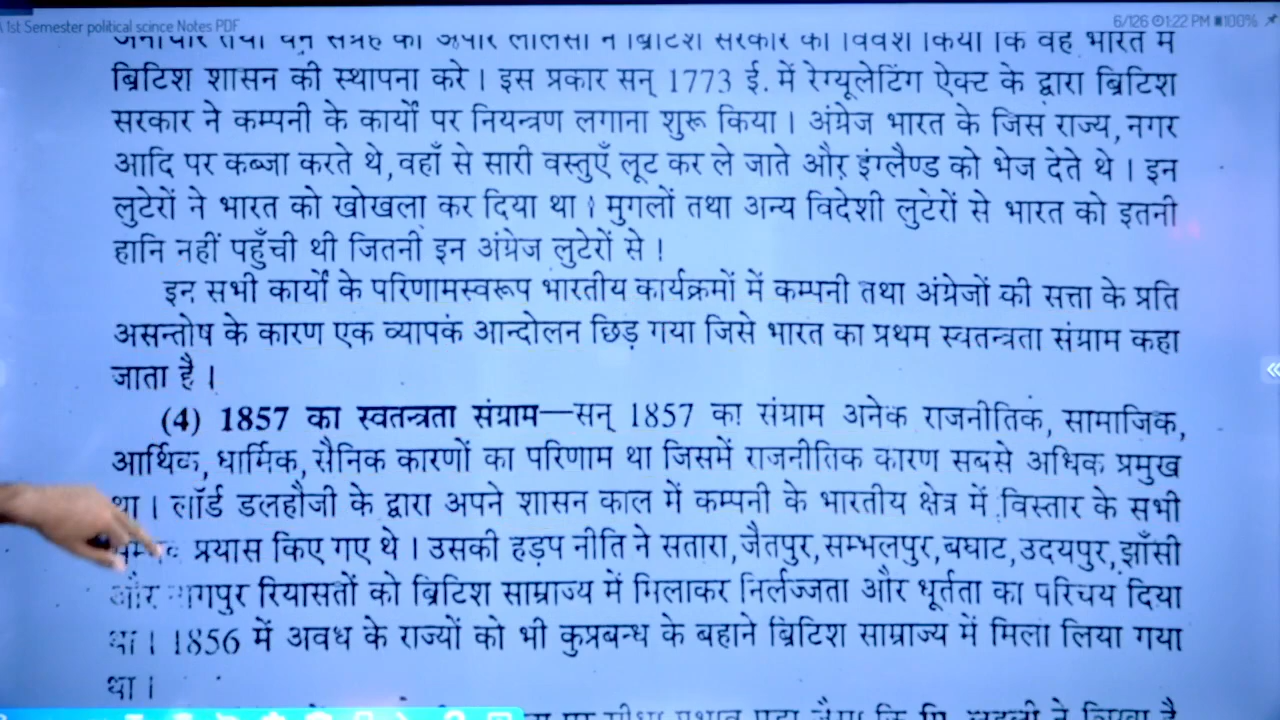 1st Semester political scince Notes PDF
6/126 1:22 PM 100%
ब्रिटिश शासन की स्थापना करे । इस प्रकार सन् 1773 ई. में रेग्यूलेटिंग ऐक्ट के द्वारा ब्रिटिश
सरकार ने कम्पनी के कार्यों पर नियन्त्रण लगाना शुरू किया । अंग्रेज भारत के जिस राज्य, नगर
आदि पर कब्जा करते थे, वहाँ से सारी वस्तुएँ लूट कर ले जाते और इंग्लैण्ड को भेज देते थे । इन
लुटेरों ने भारत को खोखला कर दिया था । मुगलों तथा अन्य विदेशी लुटेरों से भारत को इतनी
हानि नहीं पहुँची थी जितनी इन अंग्रेज लुटेरों से !
इन सभी कार्यों के परिणामस्वरूप भारतीय कार्यक्रमों में कम्पनी तथा अंग्रेजों की सत्ता के प्रति
असन्तोष के कारण एक व्यापक आन्दोलन छिड़ गया जिसे भारत का प्रथम स्वतन्त्रता संग्राम कहा
जाता है ।
(4) 1857 का स्वतन्त्रता संग्राम—सन् 1857 का संग्राम अनेक राजनीतिक, सामाजिक,
आर्थिक, धार्मिक, सैनिक कारणों का परिणाम था जिसमें राजनीतिक कारण सबसे अधिक प्रमुख
था । लॉर्ड डलहौजी के द्वारा अपने शासन काल में कम्पनी के भारतीय क्षेत्र में विस्तार के सभी
प्रयास किए गए थे । उसकी हड़प नीति ने सतारा, जैतपुर, सम्भलपुर, बघाट, उदयपुर, झाँसी
और नागपुर रियासतों को ब्रिटिश साम्राज्य में मिलाकर निर्लज्जता और धूर्तता का परिचय दिया
था । 1856 में अवध के राज्यों को भी कुप्रबन्ध के बहाने ब्रिटिश साम्राज्य में मिला लिया गया
था ।